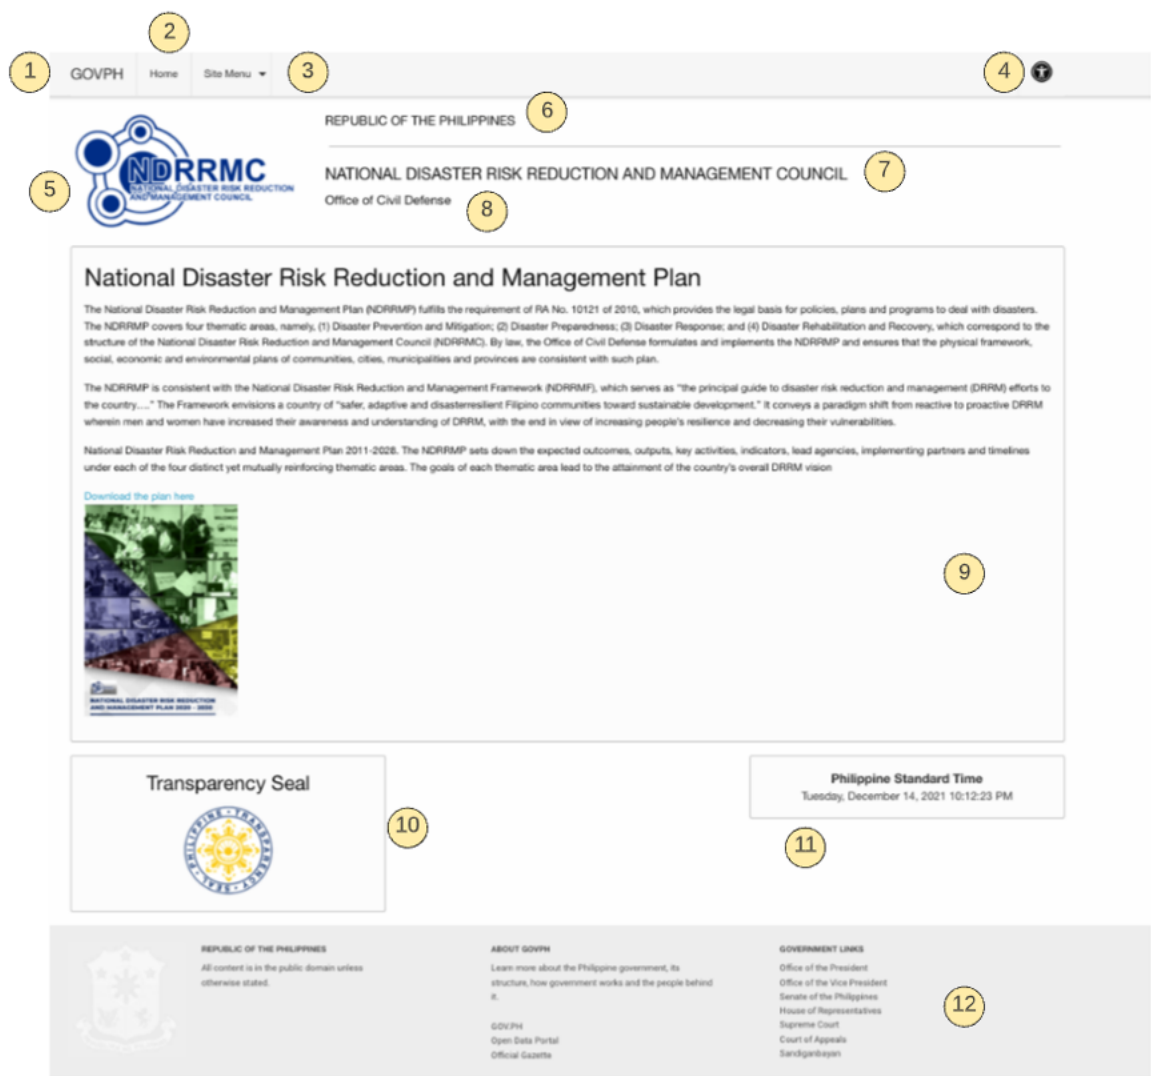 2
1
GOVPH
Home
Site Menu
3
4
6
REPUBLIC OF THE PHILIPPINES
5
NDRRMC
NATIONAL DISASTER RISK REDUCTION
AND MANAGEMENT COUNCIL
NATIONAL DISASTER RISK REDUCTION AND MANAGEMENT COUNCIL
7
Office of Civil Defense
8
National Disaster Risk Reduction and Management Plan
The National Disaster Risk Reduction and Management Plan (NDRRMP) fulfills the requirement of RA No. 10121 of 2010, which provides the legal basis for policies, plans and programs to deal with disasters.
The NDRRMP covers four thematic areas, namely, (1) Disaster Prevention and Mitigation; (2) Disaster Preparedness; (3) Disaster Response; and (4) Disaster Rehabilitation and Recovery, which correspond to the
structure of the National Disaster Risk Reduction and Management Council (NDRRMC). By law, the Office of Civil Defense formulates and implements the NDRRMP and ensures that the physical framework,
social, economic and environmental plans of communities, cities, municipalities and provinces are consistent with such plan.
The NDRRMP is consistent with the National Disaster Risk Reduction and Management Framework (NDRRMF), which serves as "the principal guide to disaster risk reduction and management (DRRM) efforts to
the country...." The Framework envisions a country of "safer, adaptive and disasterresilient Filipino communities toward sustainable development." It conveys a paradigm shift from reactive to proactive DRRM
wherein men and women have increased their awareness and understanding of DRRM, with the end in view of increasing people's resilience and decreasing their vulnerabilities.
National Disaster Risk Reduction and Management Plan 2011-2028. The NDRRMP sets down the expected outcomes, outputs, key activities, indicators, lead agencies, implementing partners and timelines
under each of the four distinct yet mutually reinforcing thematic areas. The goals of each thematic area lead to the attainment of the country's overall DRRM vision
Download the plan here
9
NATIONAL DISASTER RISK REDUCTION
AND MANAGEMENT PLAN 2020 - 2030
Transparency Seal
PHILIPPINE TRANSPARENCY SEAL
10
Philippine Standard Time
Tuesday, December 14, 2021 10:12:23 PM
11
REPUBLIC OF THE PHILIPPINES
All content is in the public domain unless
otherwise stated.
ABOUT GOVPH
Learn more about the Philippine government, its
structure, how government works and the people behind
it.
GOV.PH
Open Data Portal
Official Gazette
GOVERNMENT LINKS
Office of the President
Office of the Vice President
Senate of the Philippines
House of Representatives
Supreme Court
Court of Appeals
Sandiganbayan
12